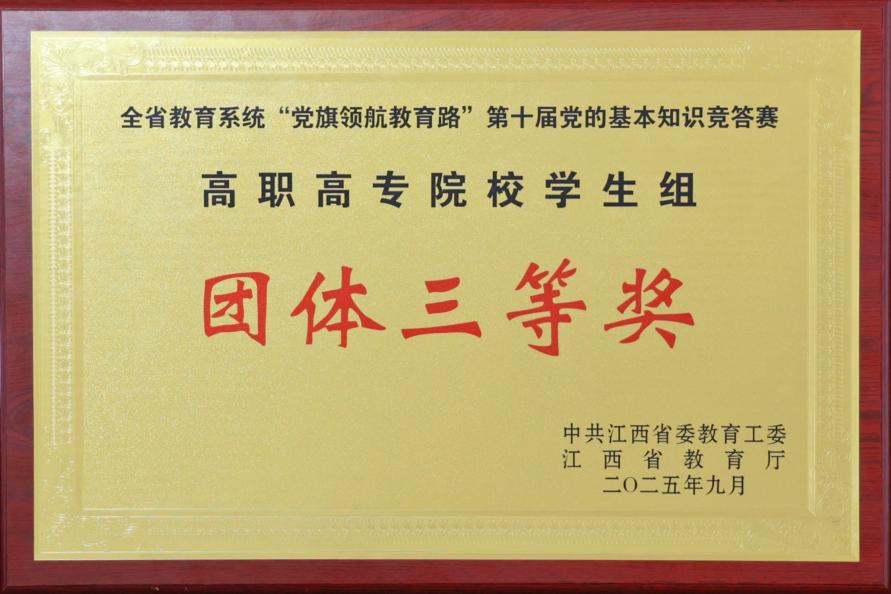 全省教育系统“党旗领航教育路”第十届党的基本知识竞答赛
高职高专院校学生组
团体三等奖
中共江西省委教育工委
江西省教育厅
二〇二五年九月